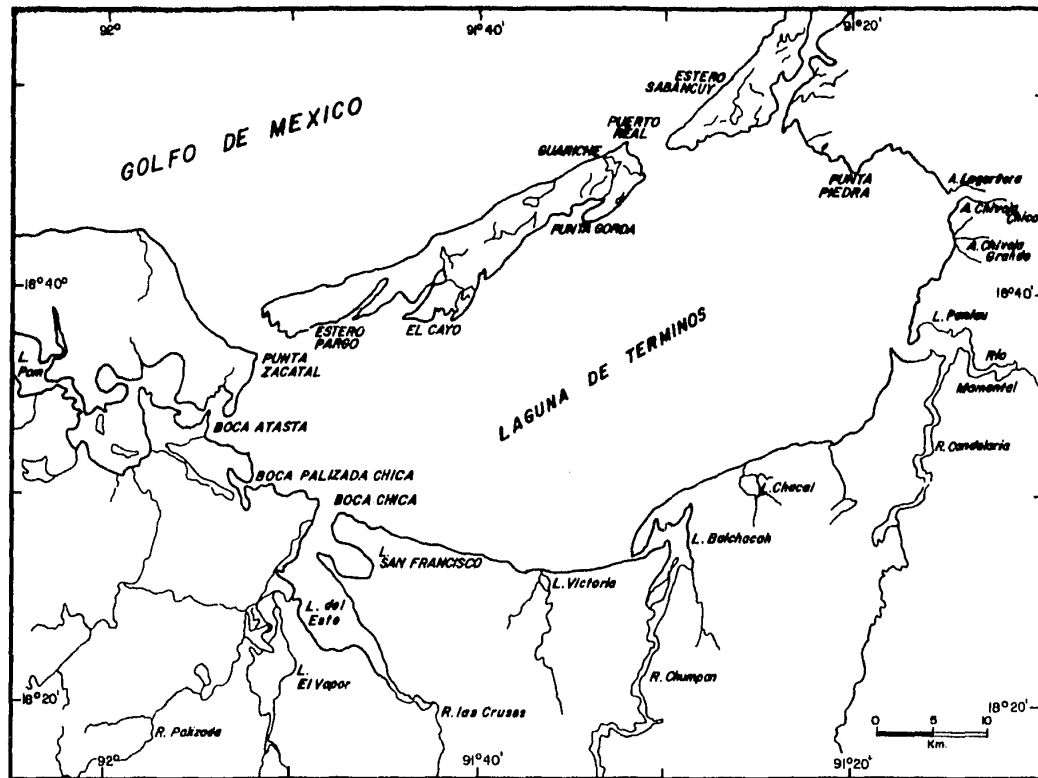 92°
91°40'
91°20'
ESTERO
SABANCUY
GOLFO DE MEXICO
PUERTO
REAL
GUARICHE
PUNTA
PIEDRA
A. Lagartera
A. Chivoja
Chico
PUNTA GORDA
A. Chivoja
Grande
18°40'
18°40'
L. Panlau
ESTERO
PARGO
EL CAYO
LAGUNA DE TERMINOS
L.
Pom
PUNTA
ZACATAL
Río
Mamantel
BOCA ATASTA
R. Candelaria
BOCA PALIZADA CHICA
L. Chacal
BOCA CHICA
L.
SAN FRANCISCO
L. Balchacah
L. Victoria
L. del
Este
L.
El Vapor
R. Chumpan
18°20'
R. las Cruses
18°20'
R. Palizada
0 5 10
Km.
92°
91°40'
91°20'